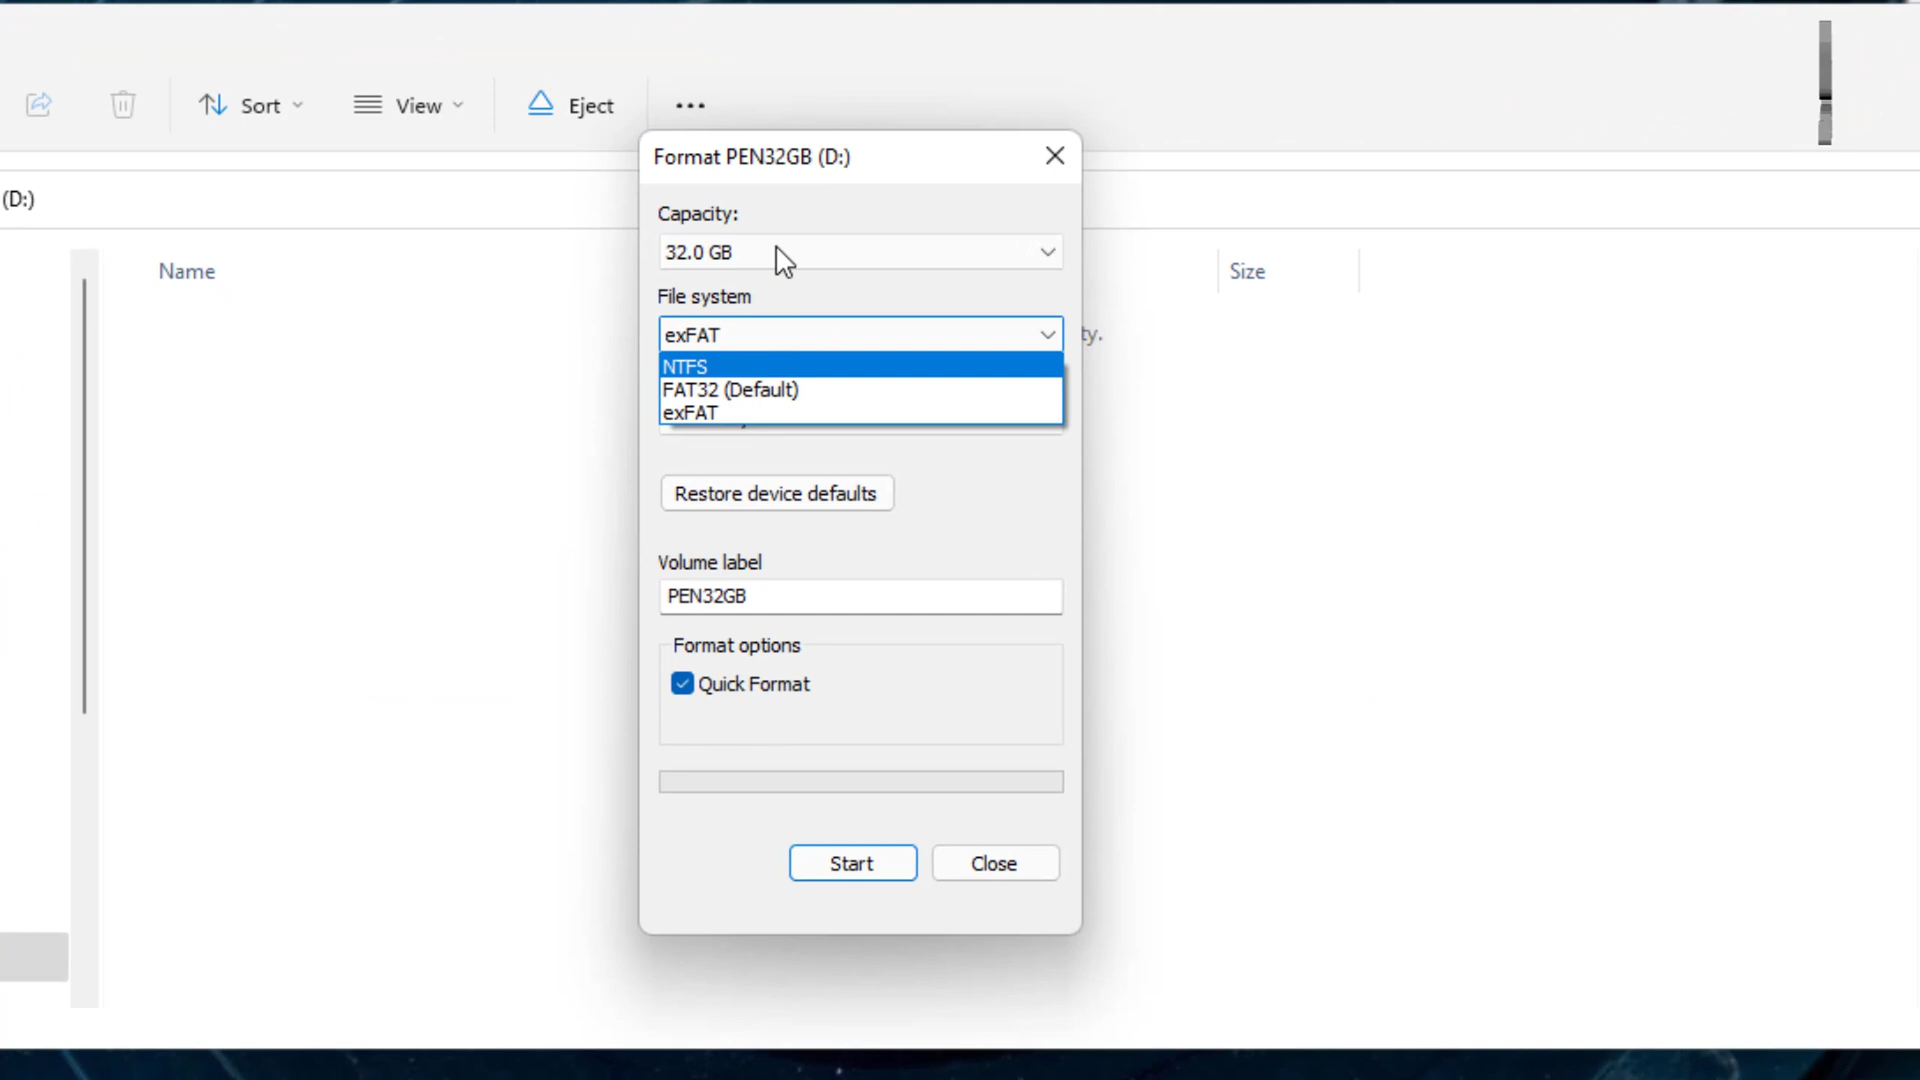 Sort
View
Eject
Format PEN32GB (D:)
(D:)
Capacity:
32.0 GB
Name
Size
File system
exFAT
ty.
NTFS
FAT32 (Default)
exFAT
Restore device defaults
Volume label
PEN32GB
Format options
Quick Format
Start
Close